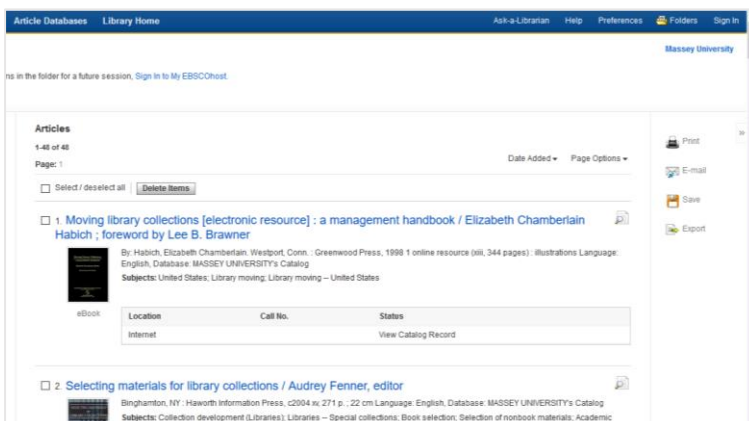 Article Databases Library Home Ask-a-Librarian Help Preferences Folders Sign In
Massey University
ns in the folder for a future session, Sign In to My EBSCOhost.
Articles
1-48 of 48
Date Added Page Options
Page: 1
Select / deselect all Delete Items
Print
E-mail
Save
Export
1. Moving library collections [electronic resource] : a management handbook / Elizabeth Chamberlain
Habich ; foreword by Lee B. Brawner
By: Habich, Elizabeth Chamberlain. Westport, Conn. : Greenwood Press, 1998 1 online resource (xiii, 344 pages) : illustrations Language:
English, Database: MASSEY UNIVERSITY's Catalog
Subjects: United States; Library moving; Library moving -- United States
eBook
Location Call No. Status
Internet View Catalog Record
2. Selecting materials for library collections / Audrey Fenner, editor
Binghamton, NY : Haworth Information Press, c2004 xv, 271 p. ; 22 cm Language: English, Database: MASSEY UNIVERSITY's Catalog
Subjects: Collection development (Libraries); Libraries -- Special collections; Book selection; Selection of nonbook materials; Academic